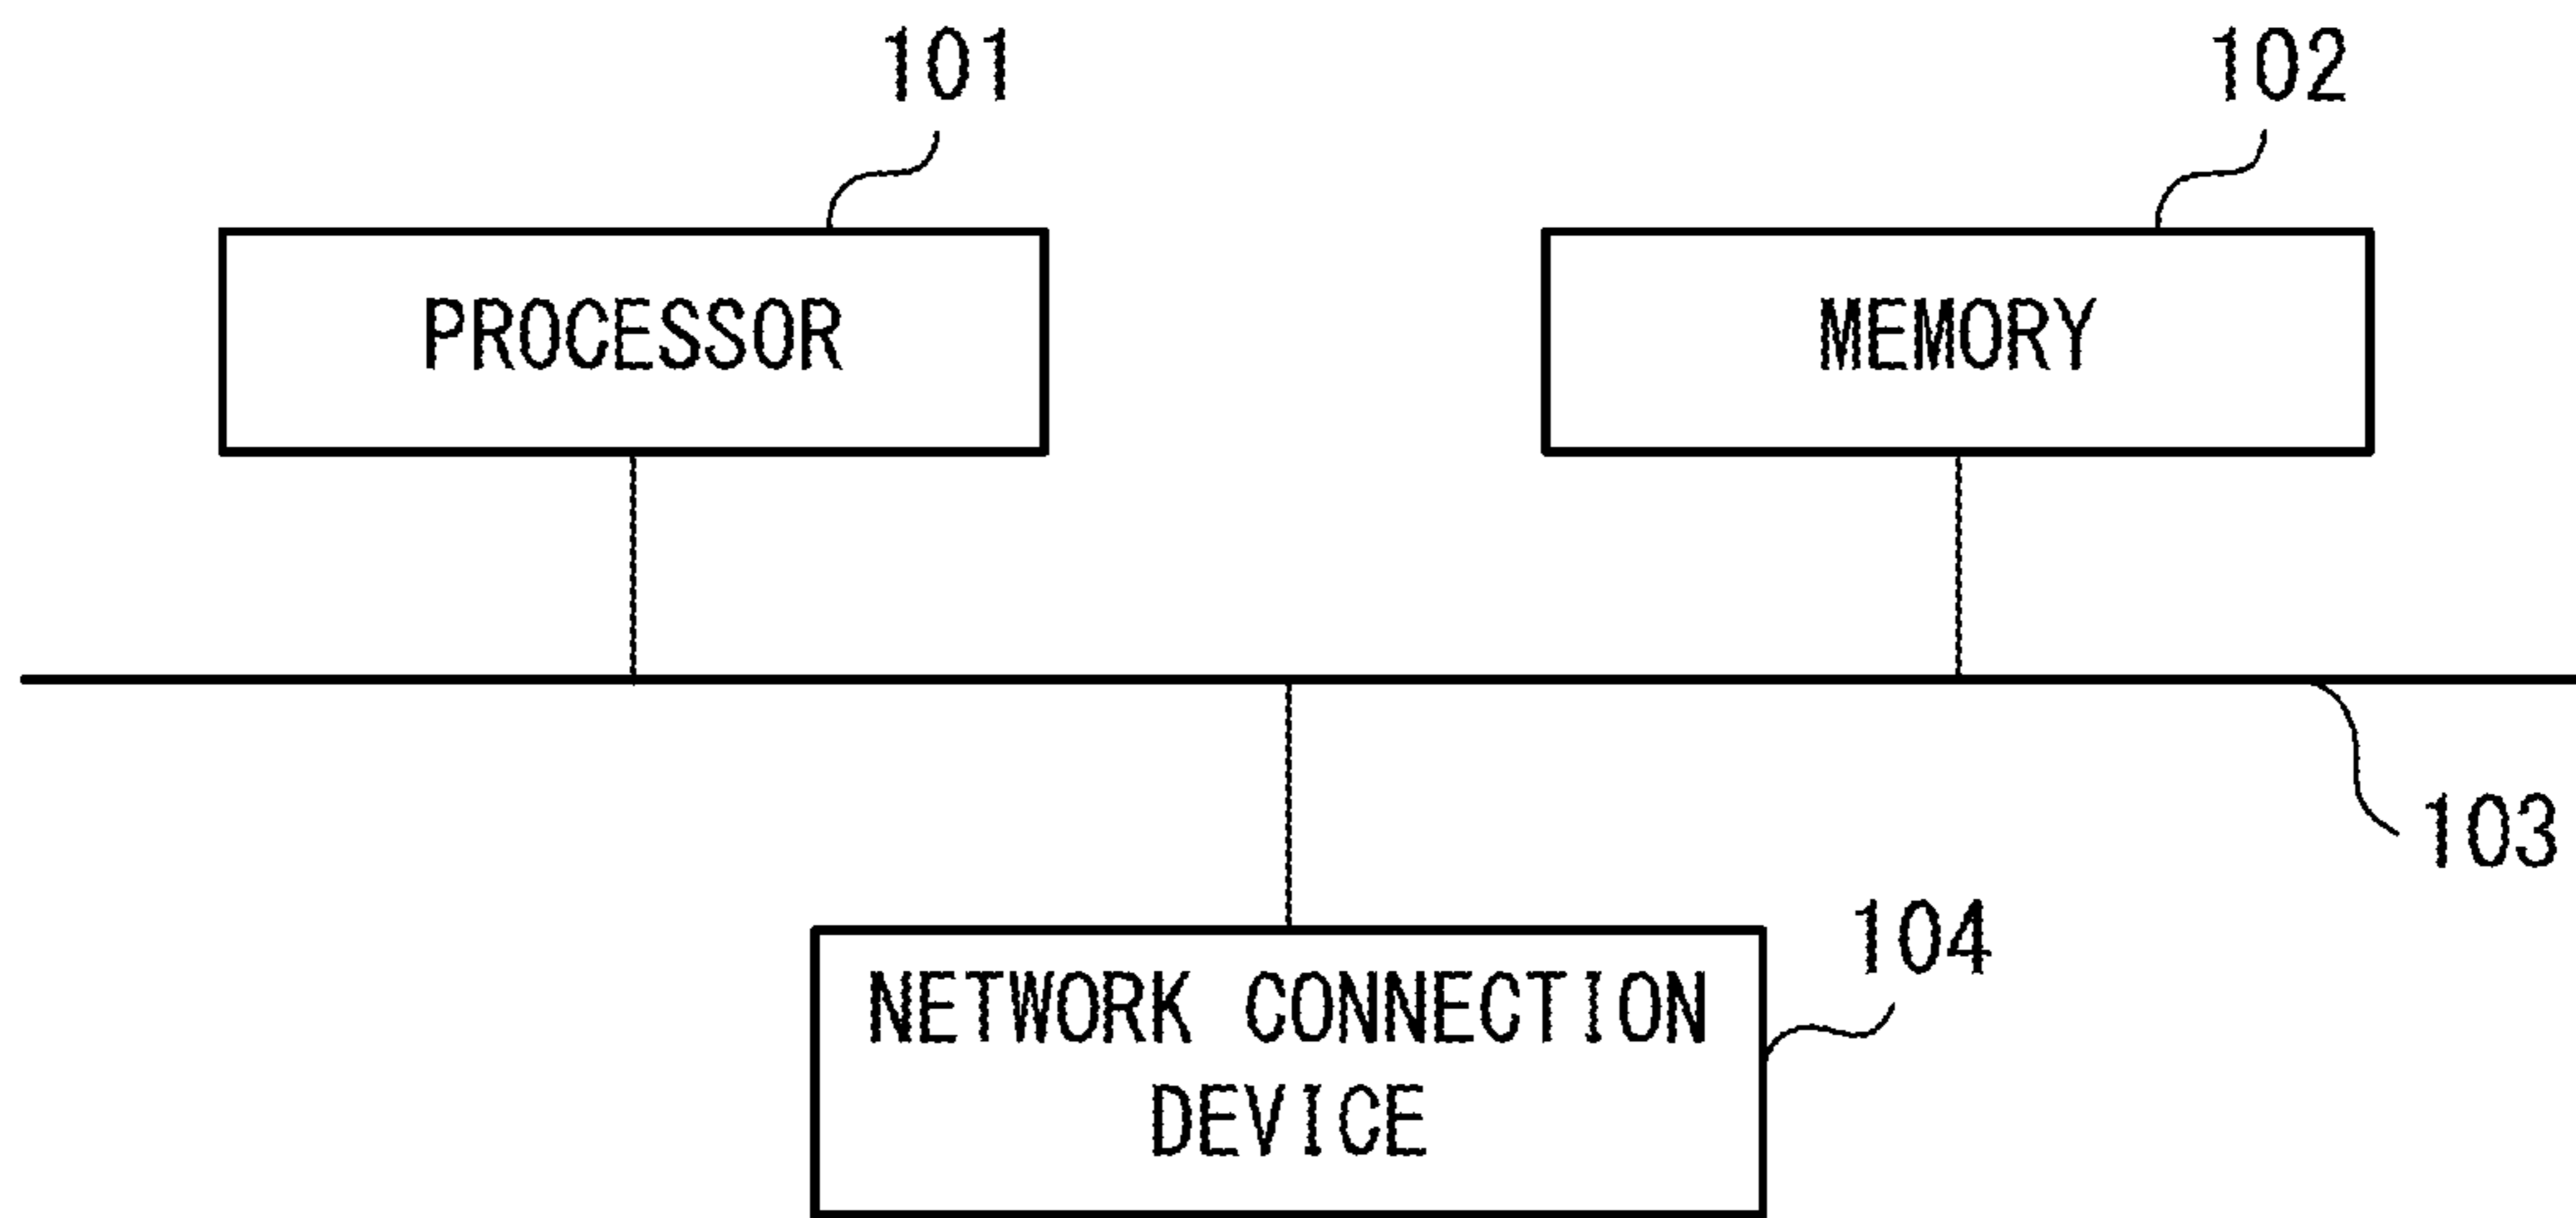 101
102
PROCESSOR
MEMORY
103
104
NETWORK CONNECTION
DEVICE